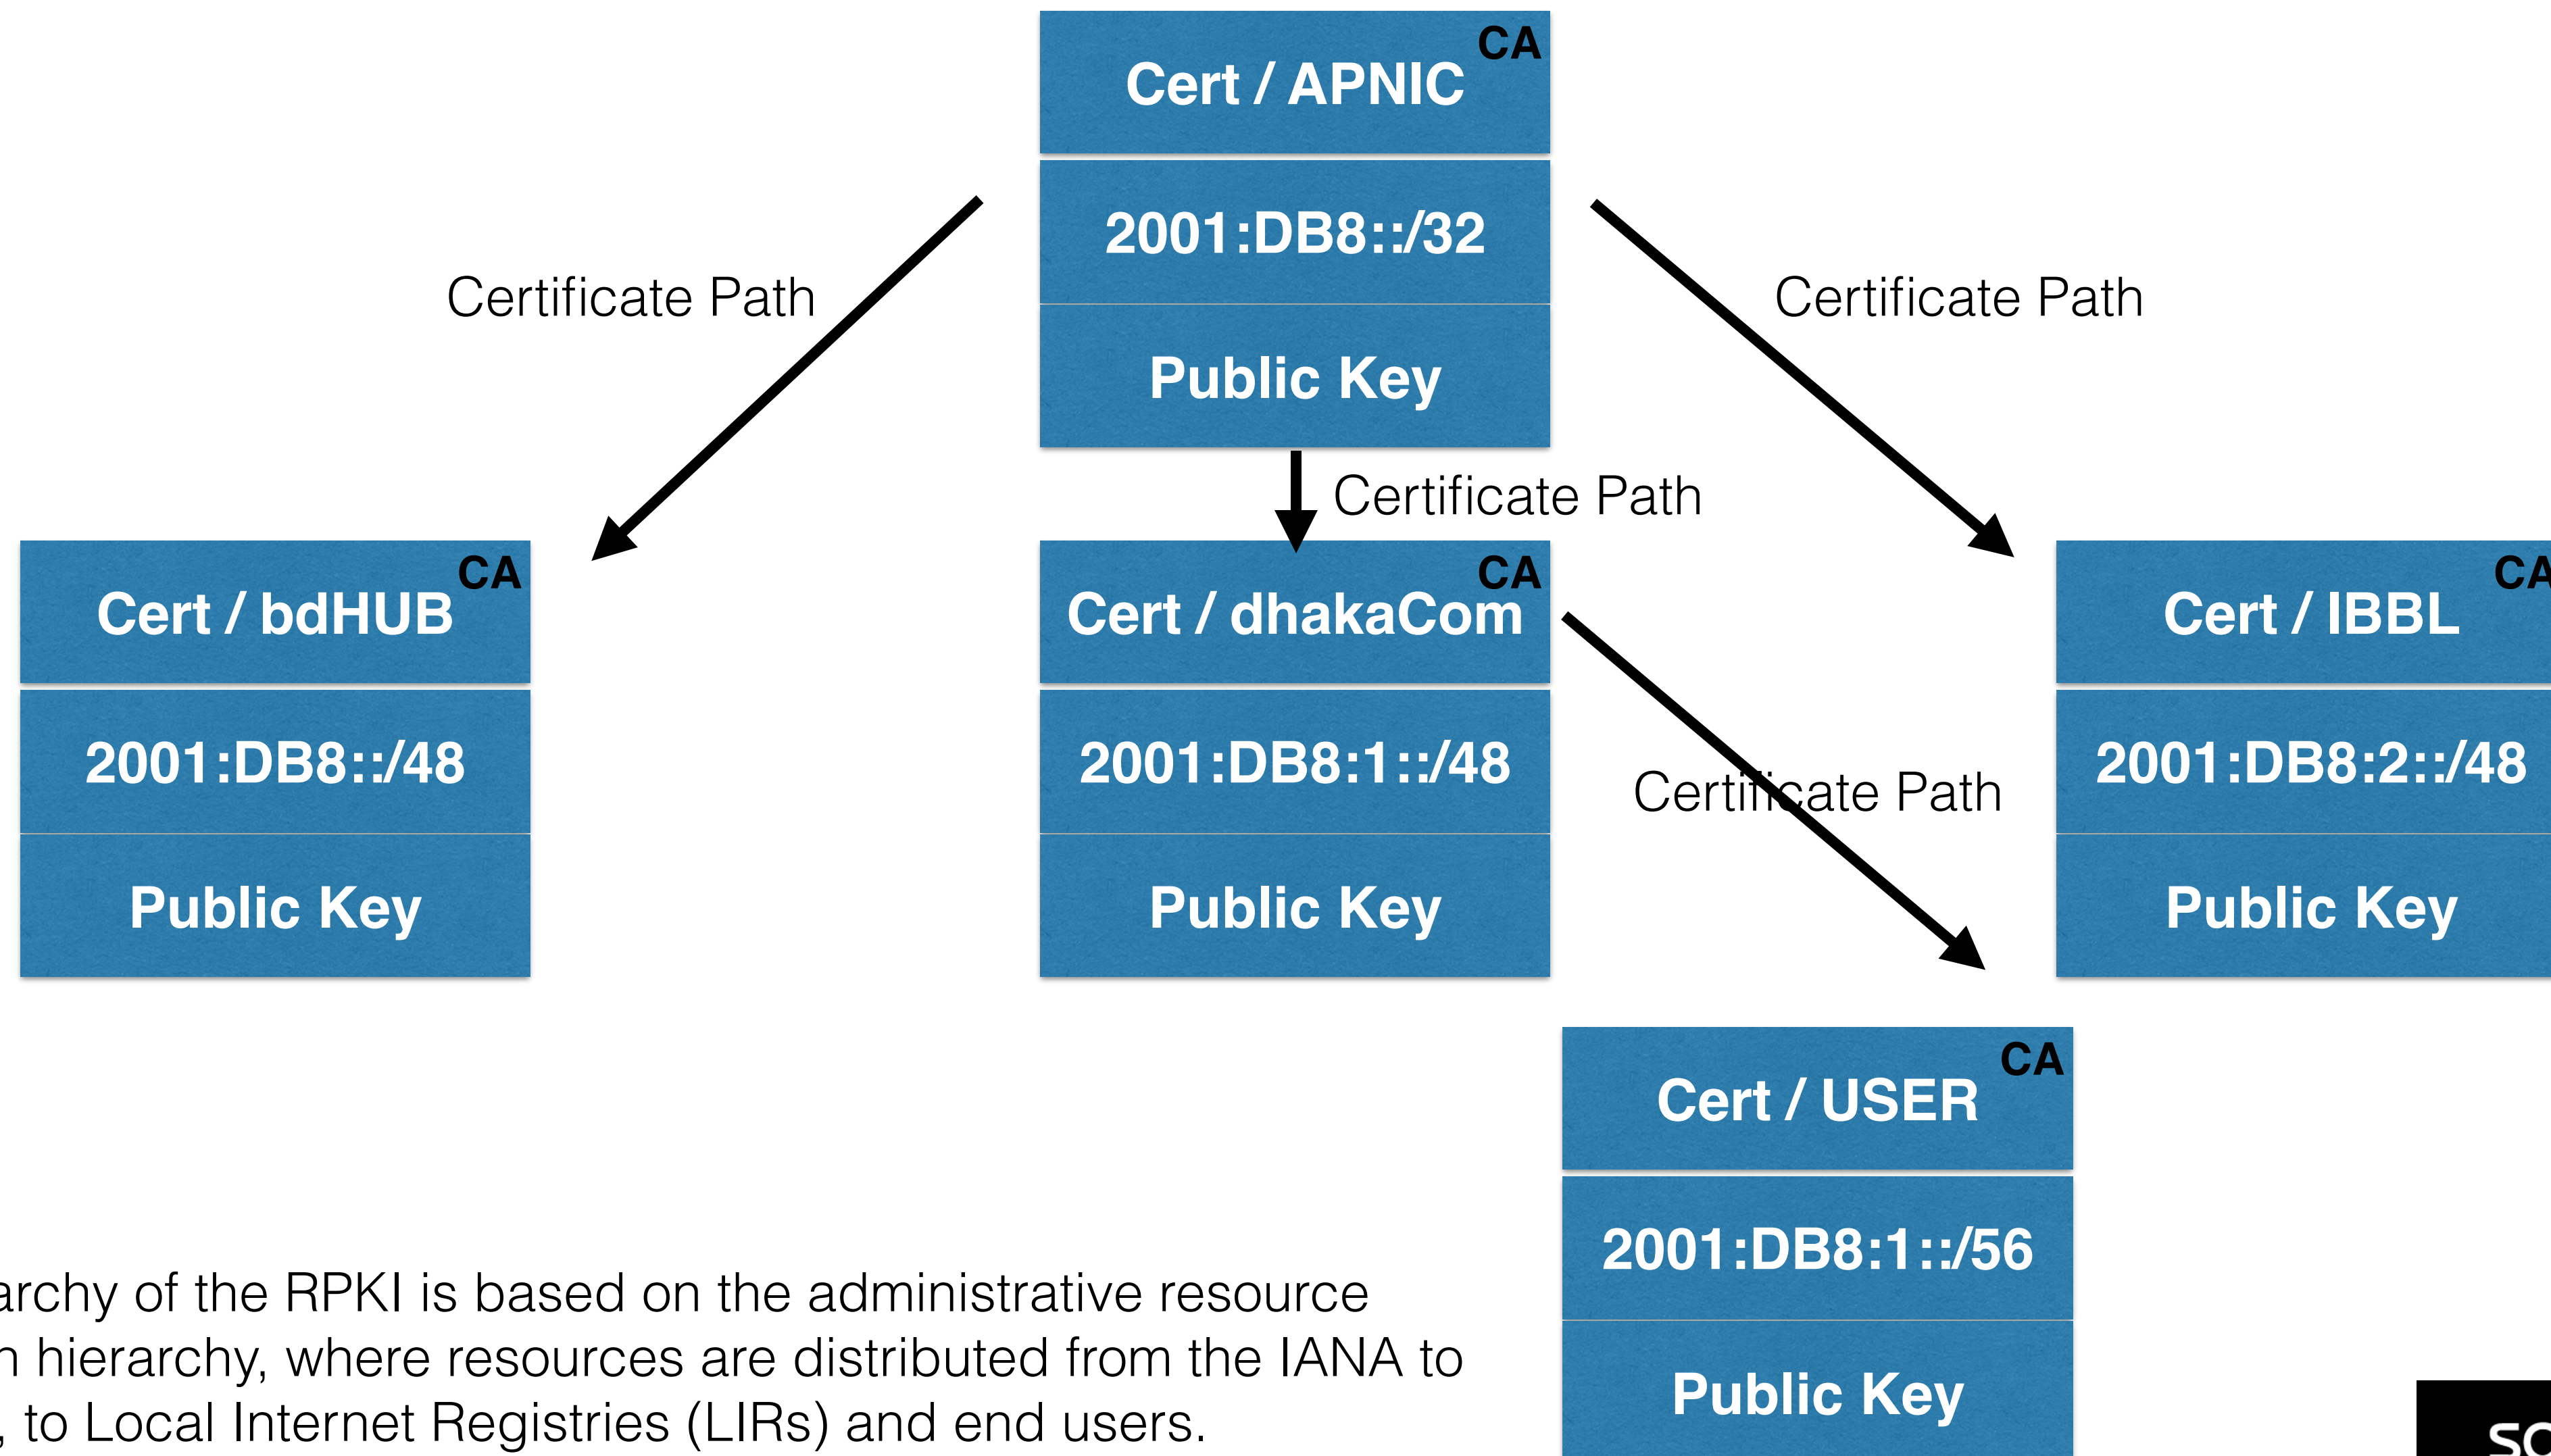 CA
Cert / APNIC
2001:DB8::/32
Public Key
Certificate Path
Certificate Path
Certificate Path
CA
Cert / bdHUB
2001:DB8::/48
Public Key
CA
Cert / dhakaCom
2001:DB8:1::/48
Public Key
CA
Cert / IBBL
2001:DB8:2::/48
Public Key
Certificate Path
CA
Cert / USER
2001:DB8:1::/56
Public Key
of the RPKI is based on the administrative resource
hierarchy, where resources are distributed from the IANA to
to Local Internet Registries (LIRs) and end users.